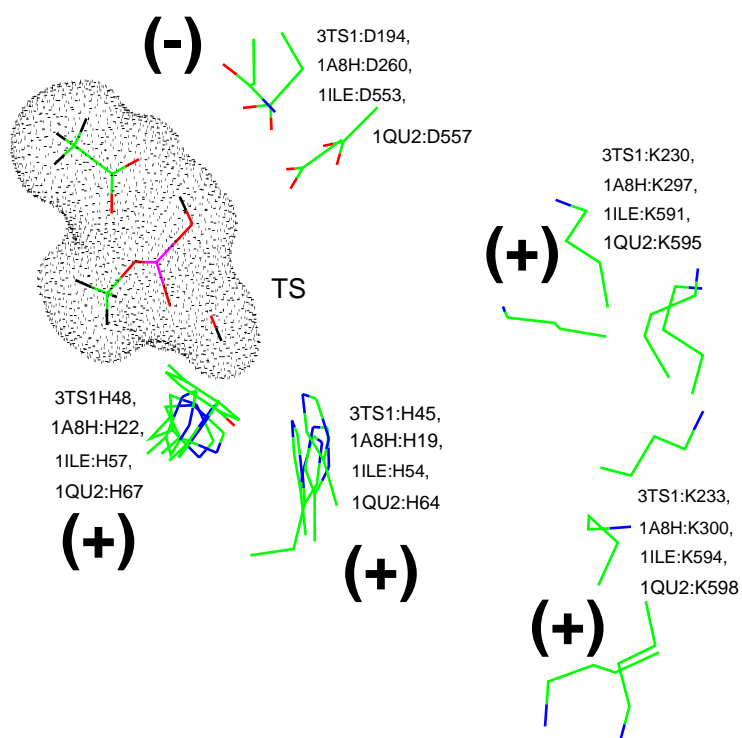 (-)
3TS1:D194,
1A8H:D260,
1ILE:D553,
1QU2:D557
3TS1:K230,
1A8H:K297,
1ILE:K591,
1QU2:K595
(+)
TS
3TS1H48,
1A8H:H22,
1ILE:H57,
1QU2:H67
(+)
3TS1:H45,
1A8H:H19,
1ILE:H54,
1QU2:H64
(+)
3TS1:K233,
1A8H:K300,
1ILE:K594,
1QU2:K598
(+)